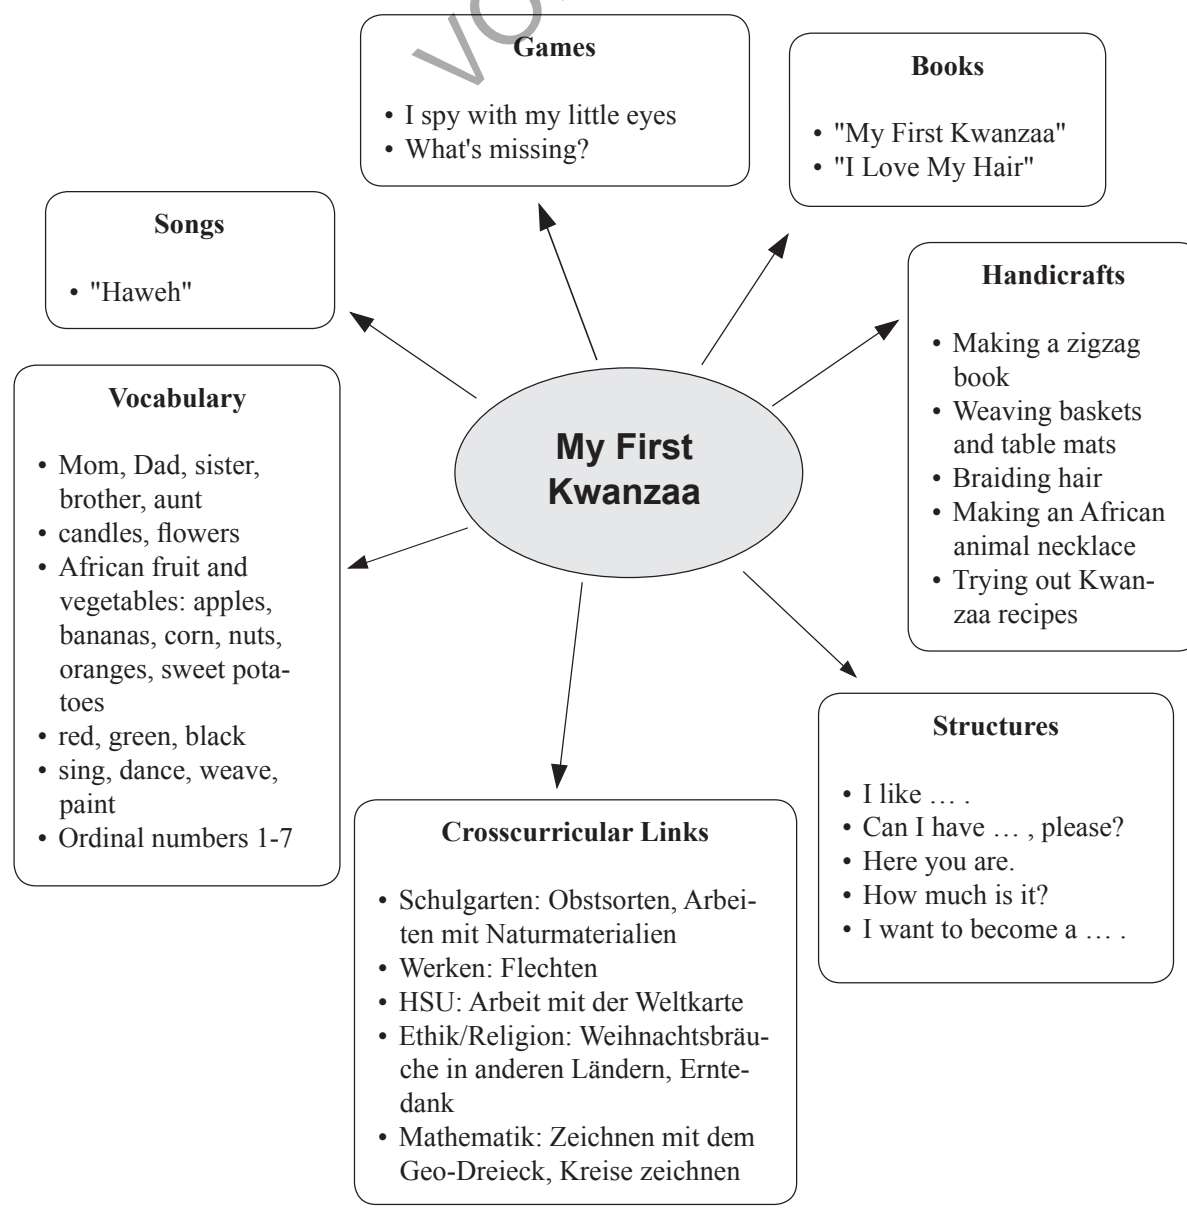 VO
Games
• I spy with my little eyes
• What's missing?
Books
• "My First Kwanzaa"
• "I Love My Hair"
Songs
• "Haweh"
Handicrafts
• Making a zigzag
book
• Weaving baskets
and table mats
• Braiding hair
• Making an African
animal necklace
• Trying out Kwan-
zaa recipes
Vocabulary
• Mom, Dad, sister,
brother, aunt
• candles, flowers
• African fruit and
vegetables: apples,
bananas, corn, nuts,
oranges, sweet pota-
toes
• red, green, black
• sing, dance, weave,
paint
• Ordinal numbers 1-7
My First
Kwanzaa
Structures
• I like … .
• Can I have … , please?
• Here you are.
• How much is it?
• I want to become a … .
Crosscurricular Links
• Schulgarten: Obstsorten, Arbei-
ten mit Naturmaterialien
• Werken: Flechten
• HSU: Arbeit mit der Weltkarte
• Ethik/Religion: Weihnachtsbräu-
che in anderen Ländern, Ernte-
dank
• Mathematik: Zeichnen mit dem
Geo-Dreieck, Kreise zeichnen